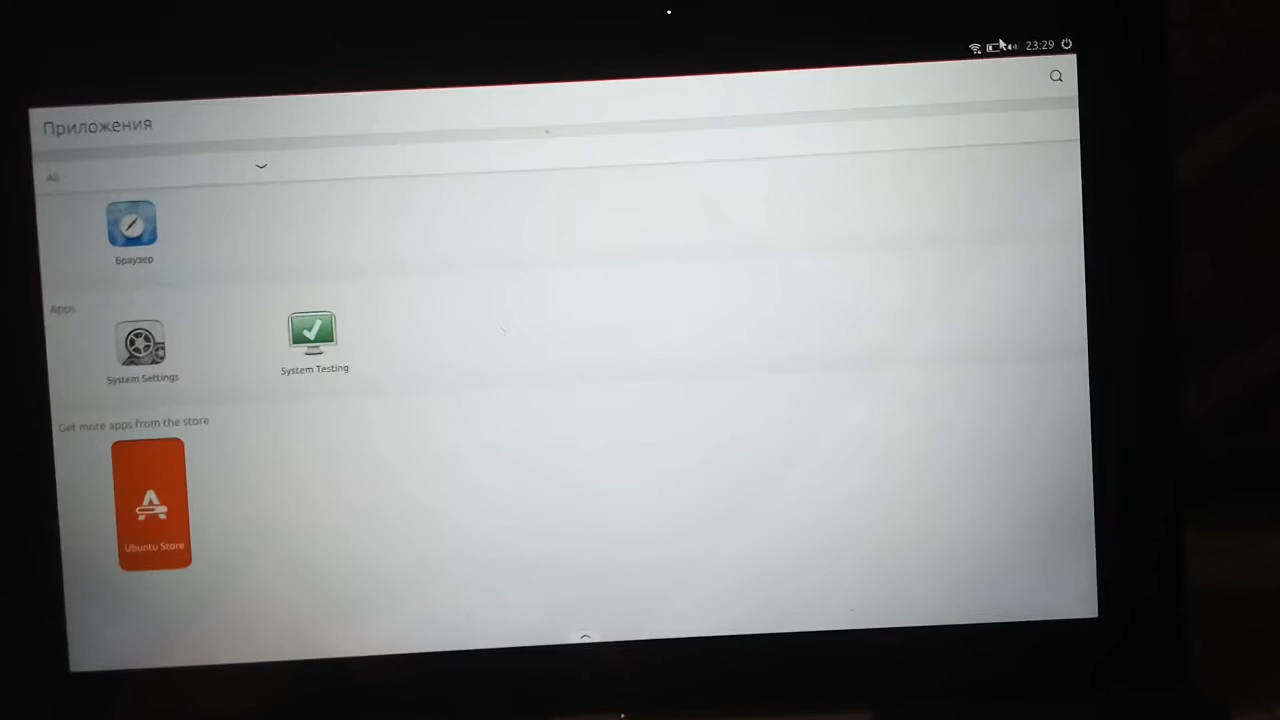 23:29
Приложения
All
Браузер
Apps
System Settings
System Testing
Get more apps from the store
Ubuntu Store